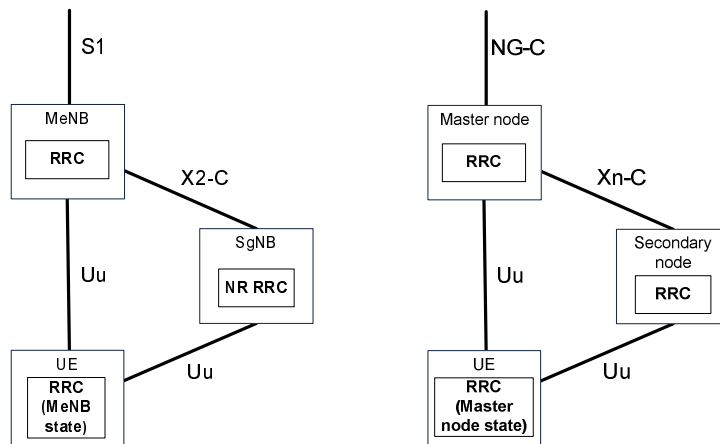 S1
MeNB
RRC
X2-C
SgNB
NR RRC
Uu
Uu
UE
RRC
(MeNB
state)
NG-C
Master node
RRC
Xn-C
Secondary
node
RRC
Uu
Uu
UE
RRC
(Master
node state)